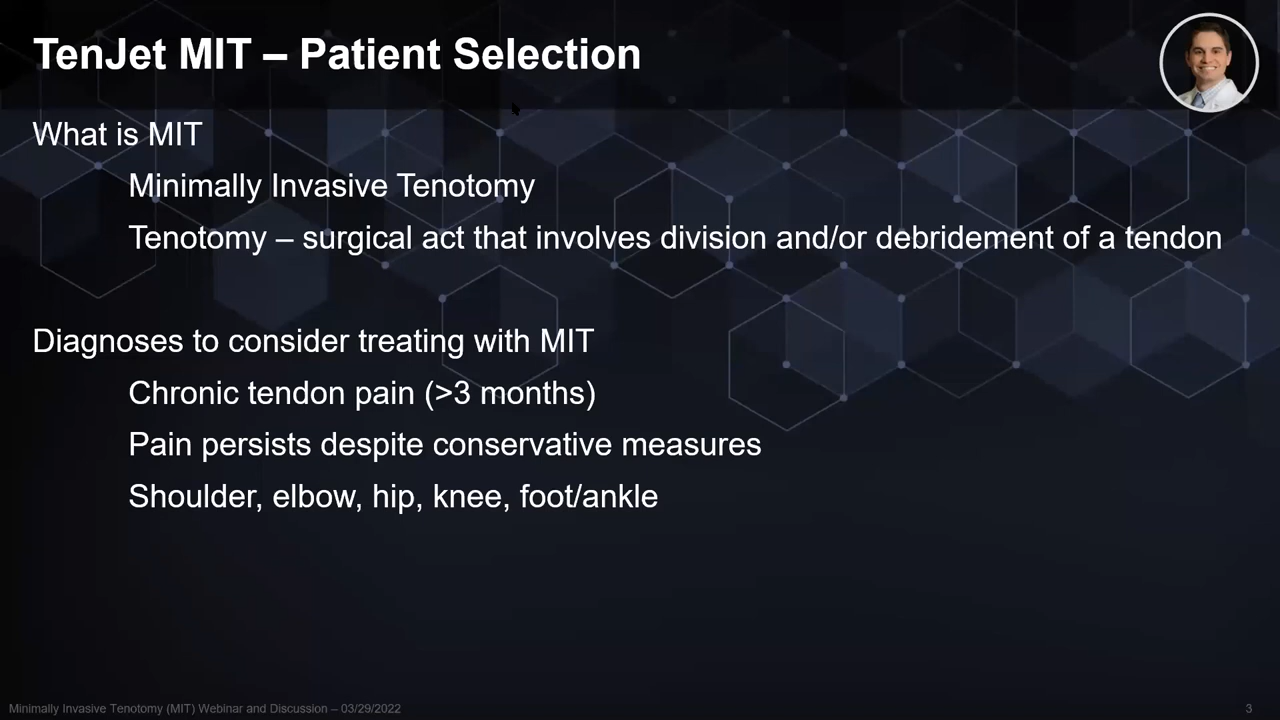 TenJet MIT – Patient Selection
What is MIT
Minimally Invasive Tenotomy
Tenotomy – surgical act that involves division and/or debridement of a tendon
Diagnoses to consider treating with MIT
Chronic tendon pain (>3 months)
Pain persists despite conservative measures
Shoulder, elbow, hip, knee, foot/ankle
Minimally Invasive Tenotomy (MIT) Webinar and Discussion – 03/29/2022
3